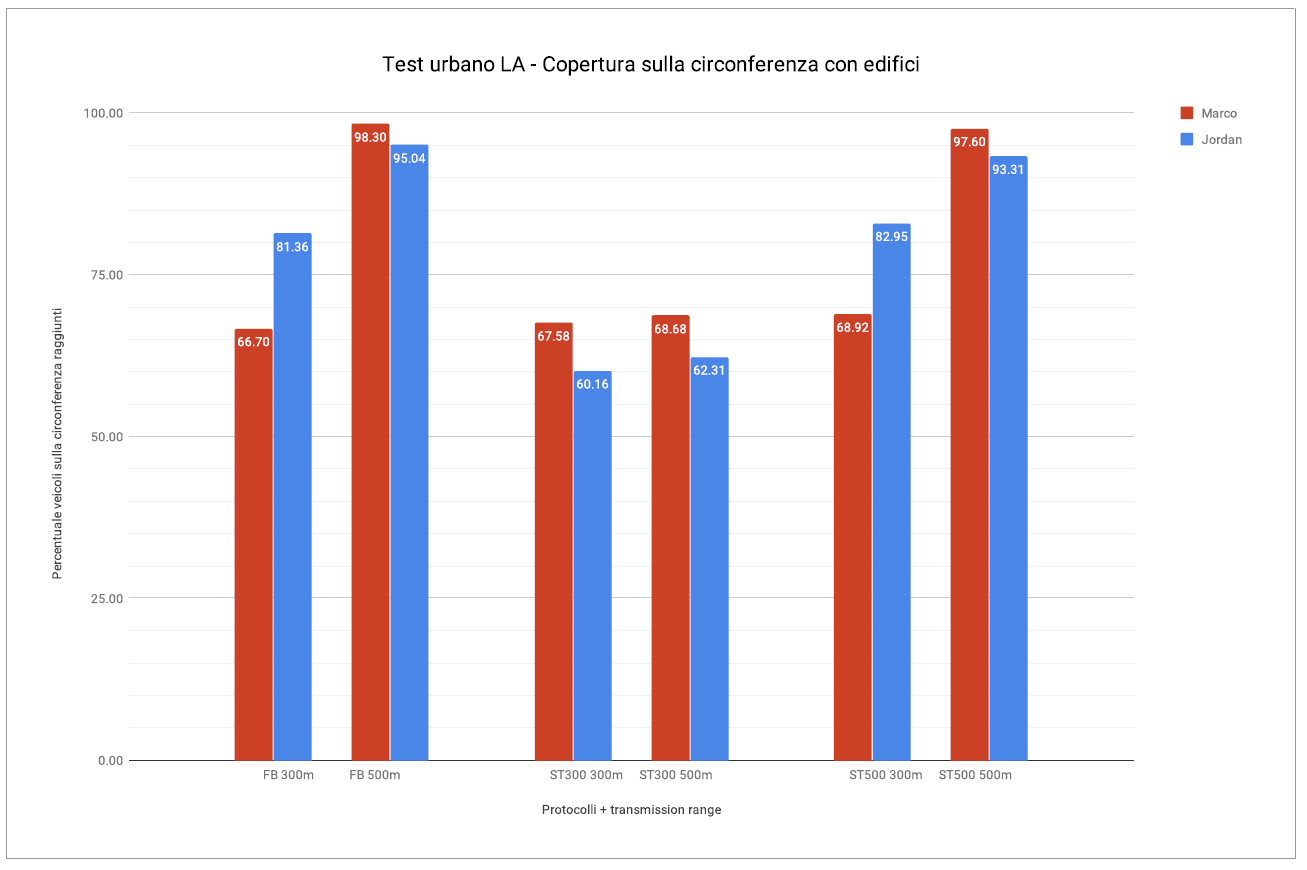 Test urbano LA - Copertura sulla circonferenza con edifici
Marco
Jordan
Percentuale veicoli sulla circonferenza raggiunti
100.00
75.00
50.00
25.00
0.00
66.70
81.36
98.30
95.04
67.58
60.16
68.68
62.31
68.92
82.95
97.60
93.31
FB 300m
FB 500m
ST300 300m
ST300 500m
ST500 300m
ST500 500m
Protocolli + transmission range